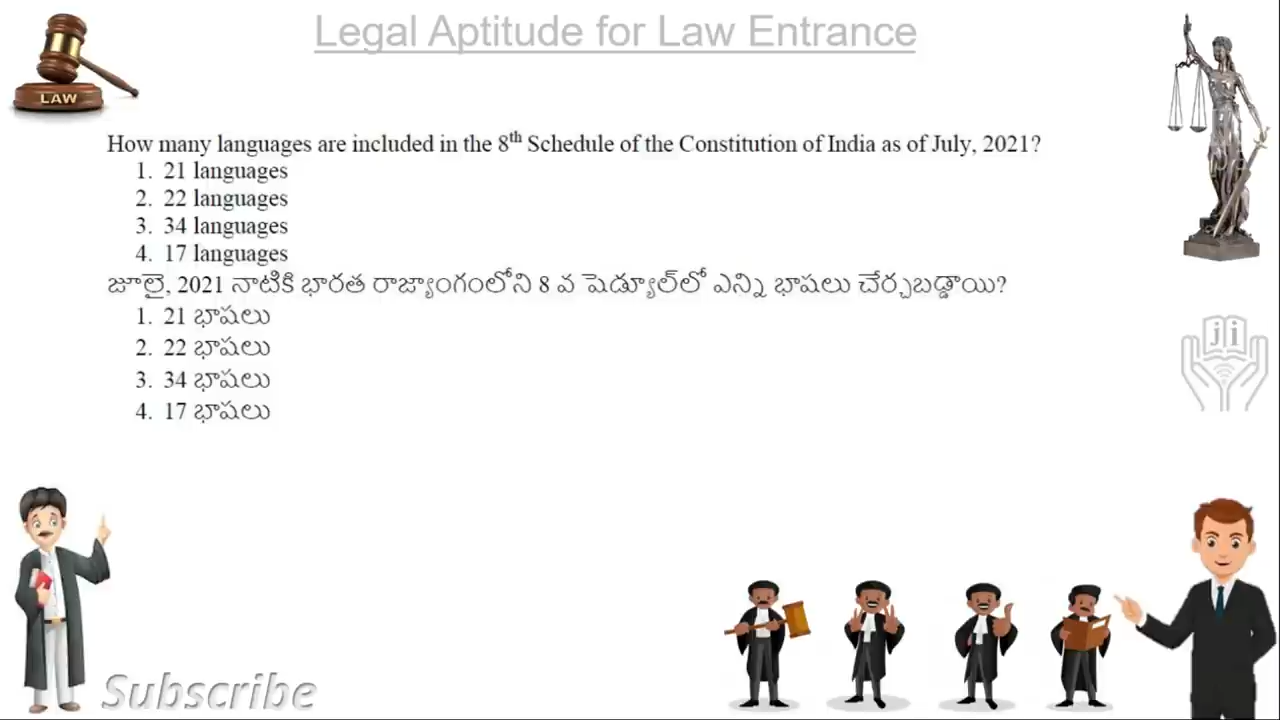 Legal Aptitude for Law Entrance
LAW
How many languages are included in the 8th Schedule of the Constitution of India as of July, 2021?
1. 21 languages
2. 22 languages
3. 34 languages
4. 17 languages
జూలై, 2021 నాటికి భారత రాజ్యాంగంలోని 8 వ షెడ్యూల్‌లో ఎన్ని భాషలు చేర్చబడ్డాయి?
1. 21 భాషలు
2. 22 భాషలు
3. 34 భాషలు
4. 17 భాషలు
ji
Subscribe